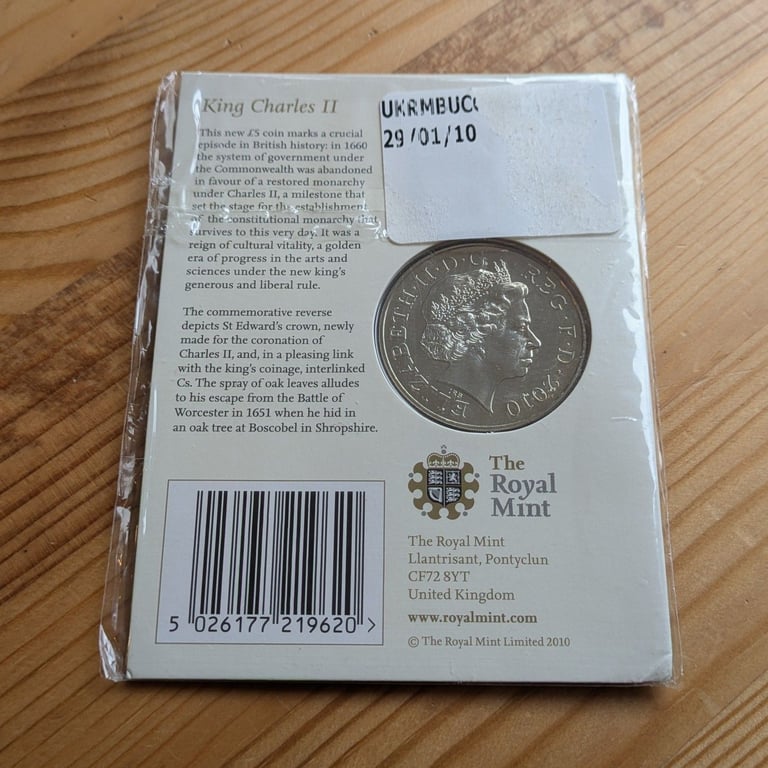 King Charles II
This new £5 coin marks a crucial
episode in British history: in 1660
the system of government under
the Commonwealth was abandoned
in favour of a restored monarchy
under Charles II, a milestone that
set the stage for the establishment
of the constitutional monarchy that
survives to this very day. It was a
reign of cultural vitality, a golden
era of progress in the arts and
sciences under the new king's
generous and liberal rule.
The commemorative reverse
depicts St Edward's crown, newly
made for the coronation of
Charles II, and, in a pleasing link
with the king's coinage, interlinked
Cs. The spray of oak leaves alludes
to his escape from the Battle of
Worcester in 1651 when he hid in
an oak tree at Boscobel in Shropshire.
UKRMBUC
29/01/10
ELIZABETH·II·D·G REG·F·D·2010
IRB
The
Royal
Mint
The Royal Mint
Llantrisant, Pontyclun
CF72 8YT
United Kingdom
www.royalmint.com
© The Royal Mint Limited 2010
5 026177 219620 >